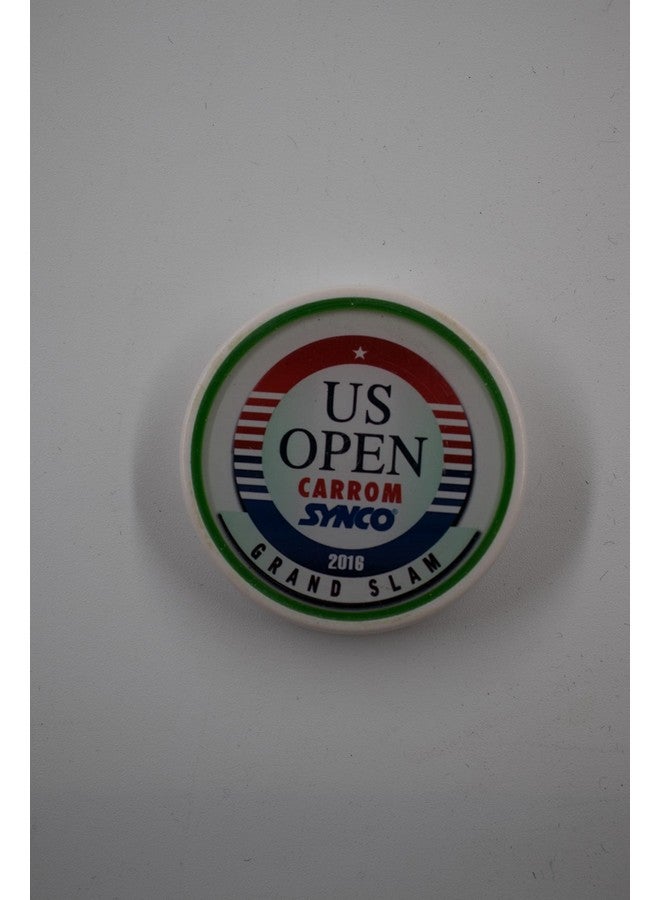 US
OPEN
CARROM
SYNCO®
2016
GRAND SLAM